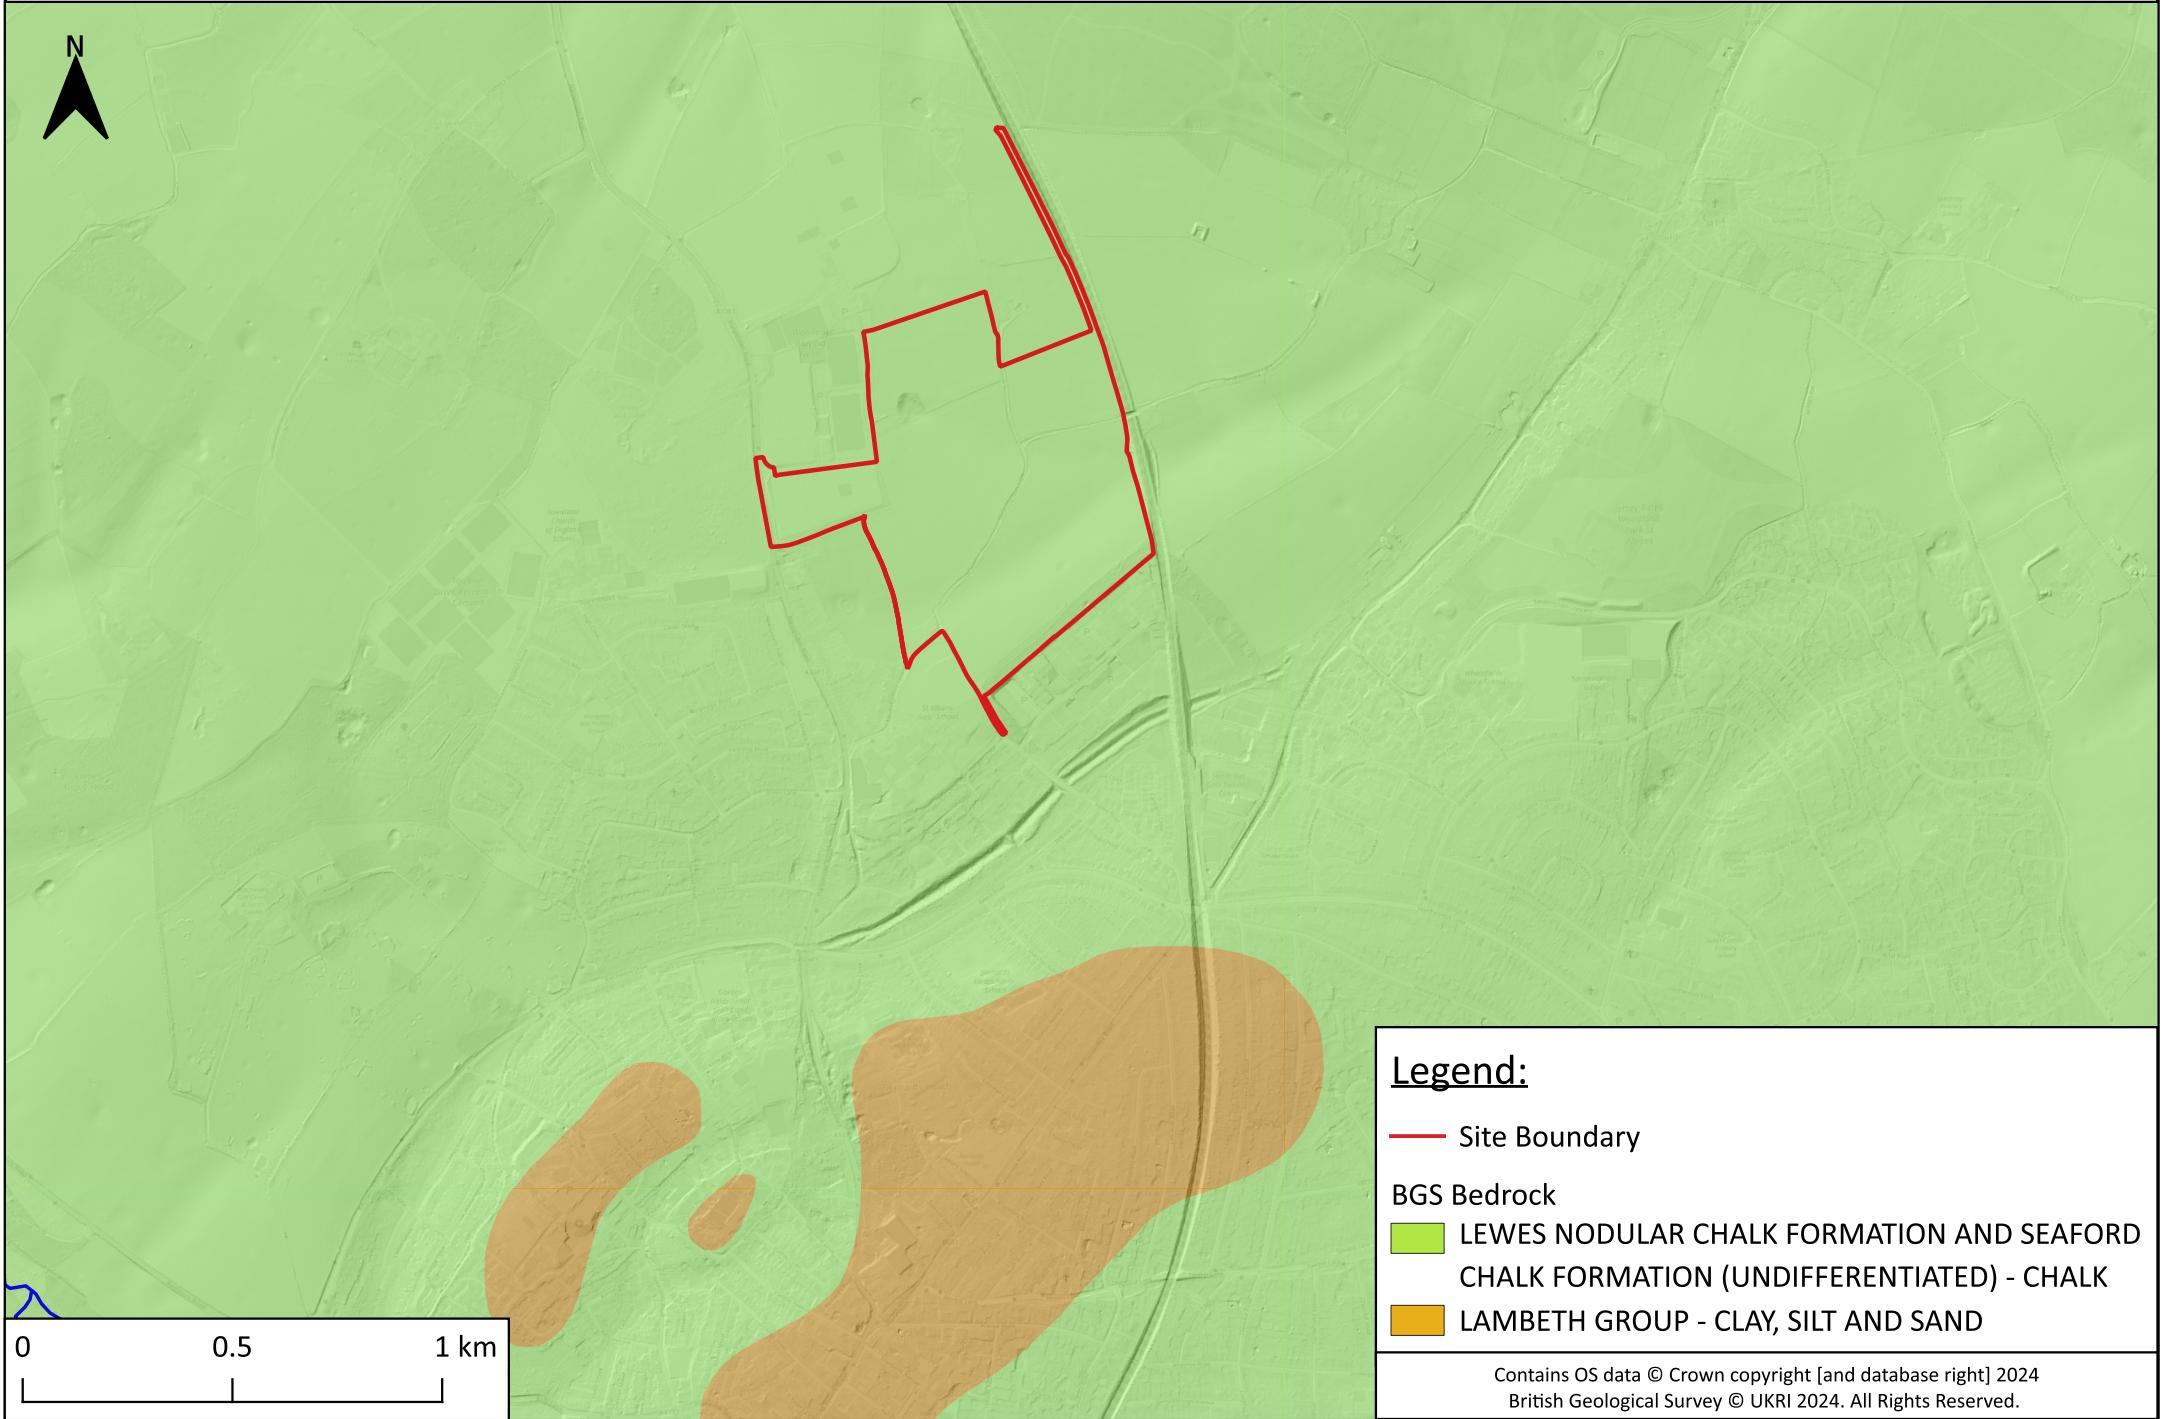 N
Legend:
Site Boundary
BGS Bedrock
LEWES NODULAR CHALK FORMATION AND SEAFORD
CHALK FORMATION (UNDIFFERENTIATED) - CHALK
LAMBETH GROUP - CLAY, SILT AND SAND
0 0.5 1 km
Contains OS data © Crown copyright [and database right] 2024
British Geological Survey © UKRI 2024. All Rights Reserved.